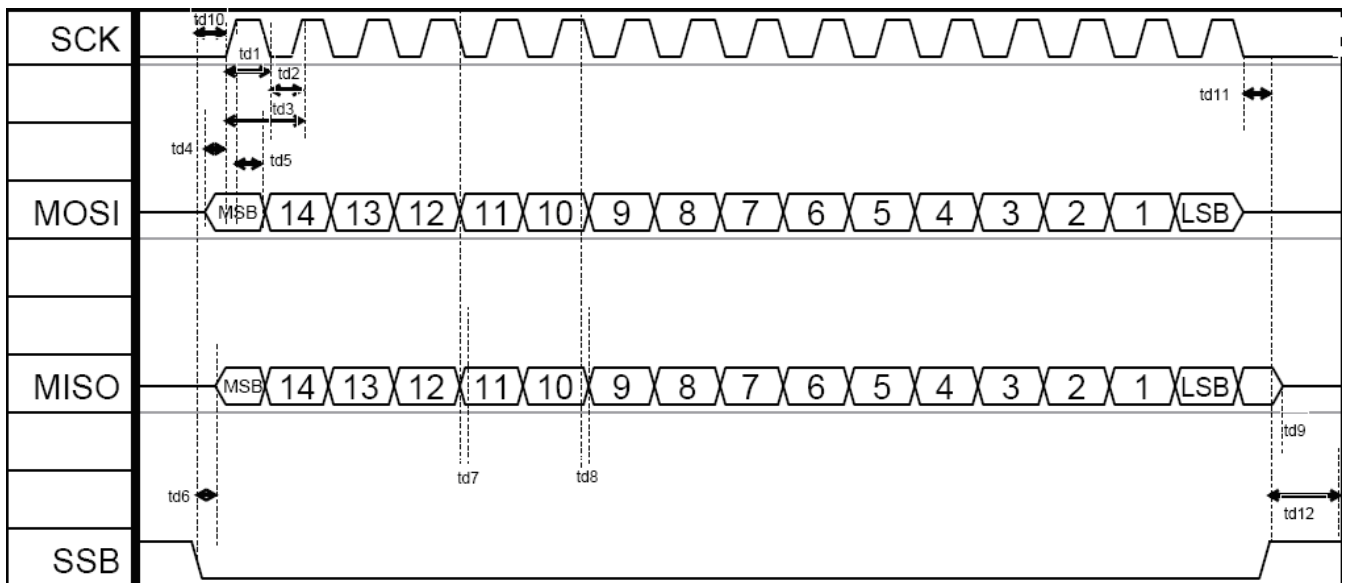 td10
SCK
td1
td2
td3
td11
td4
td5
MOSI MSB 14 13 12 11 10 9 8 7 6 5 4 3 2 1 LSB
MISO MSB 14 13 12 11 10 9 8 7 6 5 4 3 2 1 LSB
td9
td7 td8
td6
td12
SSB